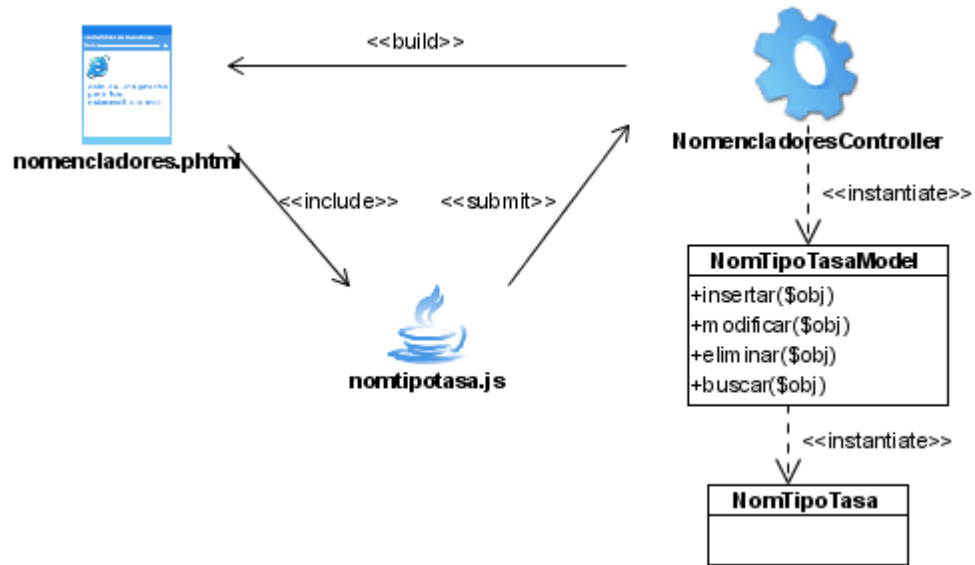 <<build>>
nomencladores.phtml
NomencladoresController
<<include>>
<<submit>>
<<instantiate>>
nomtipotasa.js
NomTipoTasaModel
+insertar($obj)
+modificar($obj)
+eliminar($obj)
+buscar($obj)
<<instantiate>>
NomTipoTasa